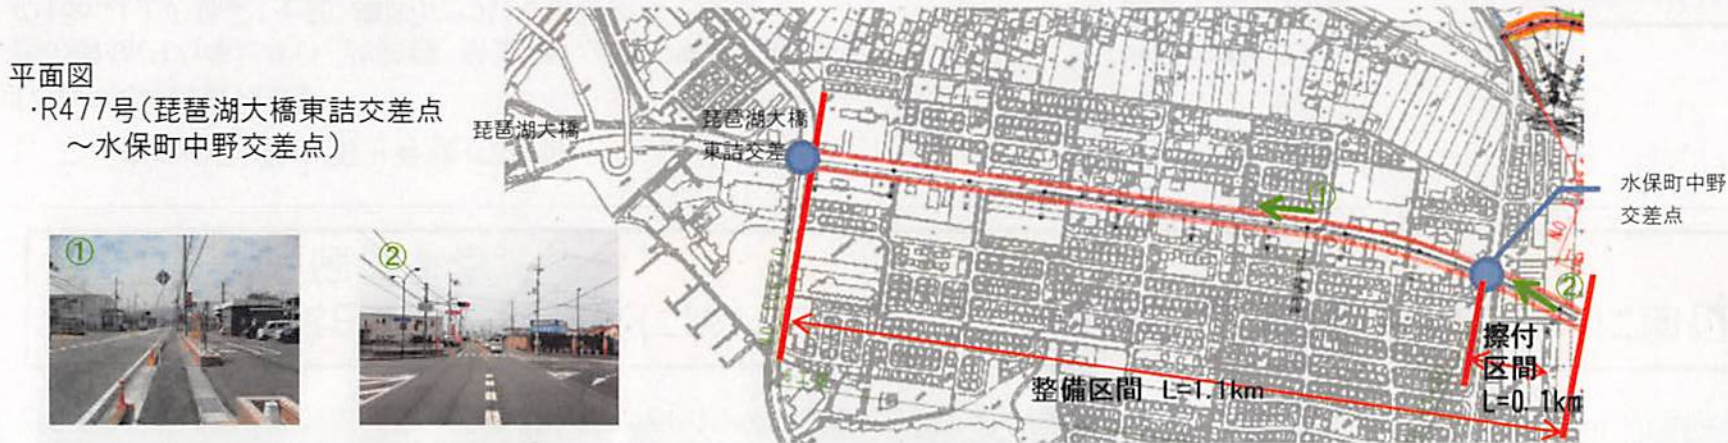 平面図
・R477号(琵琶湖大橋東詰交差点
～水保町中野交差点)
琵琶湖大橋
琵琶湖大橋
東詰交差
①
水保町中野
交差点
②
①
②
擦付
区間
L=0.1km
整備区間 L=1.1km